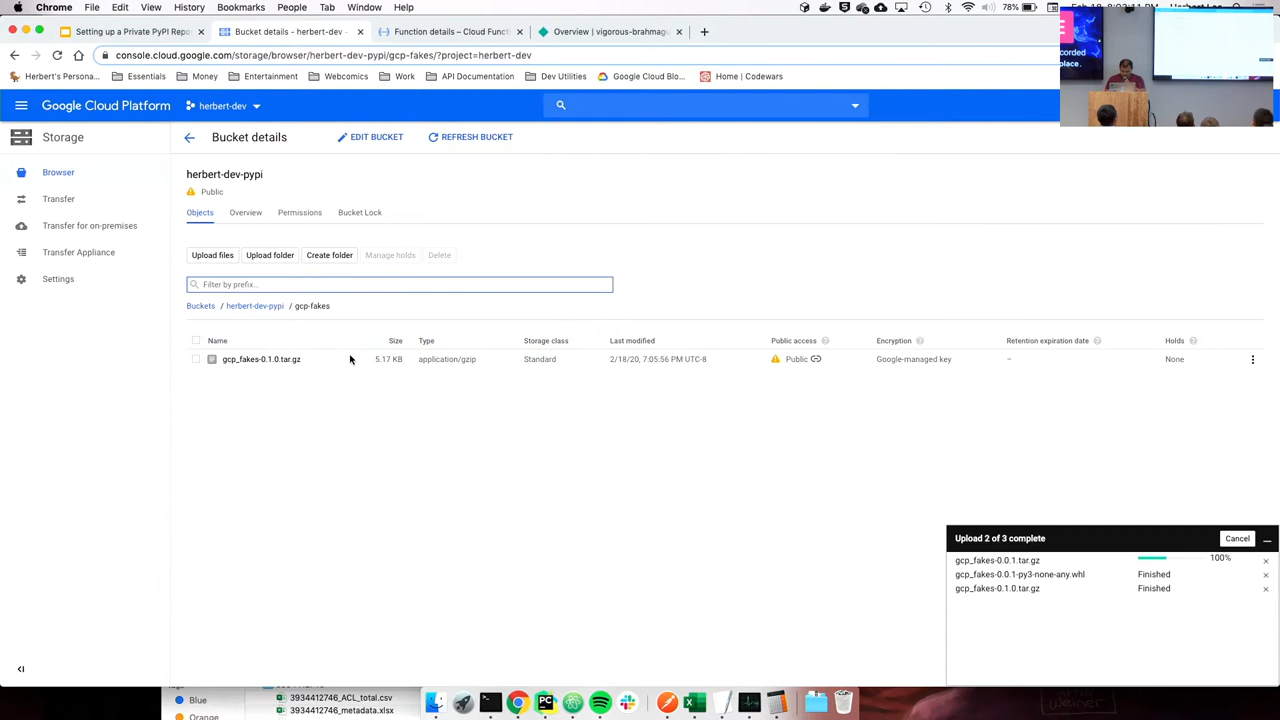 Chrome File Edit View History Bookmarks People Tab Window Help
78%
Setting up a Private PyPI Repo
Bucket details - herbert-dev
Function details – Cloud Func
Overview | vigorous-brahmagu
console.cloud.google.com/storage/browser/herbert-dev-pypi/gcp-fakes/?project=herbert-dev
Herbert's Persona... Essentials Money Entertainment Webcomics Work API Documentation Dev Utilities Google Cloud Blo... Home | Codewars
corded
place.
Google Cloud Platform
herbert-dev
Storage
Bucket details
EDIT BUCKET
REFRESH BUCKET
Browser
Transfer
Transfer for on-premises
Transfer Appliance
Settings
herbert-dev-pypi
Public
Objects Overview Permissions Bucket Lock
Upload files Upload folder Create folder Manage holds Delete
Filter by prefix...
Buckets / herbert-dev-pypi / gcp-fakes
Name Size Type Storage class Last modified Public access Encryption Retention expiration date Holds
gcp_fakes-0.1.0.tar.gz 5.17 KB application/gzip Standard 2/18/20, 7:05:56 PM UTC-8 Public Google-managed key – None
Upload 2 of 3 complete Cancel
gcp_fakes-0.0.1.tar.gz 100%
gcp_fakes-0.0.1-py3-none-any.whl Finished
gcp_fakes-0.1.0.tar.gz Finished
Blue
Orange
3934412746_ACL_total.csv
3934412746_metadata.xlsx